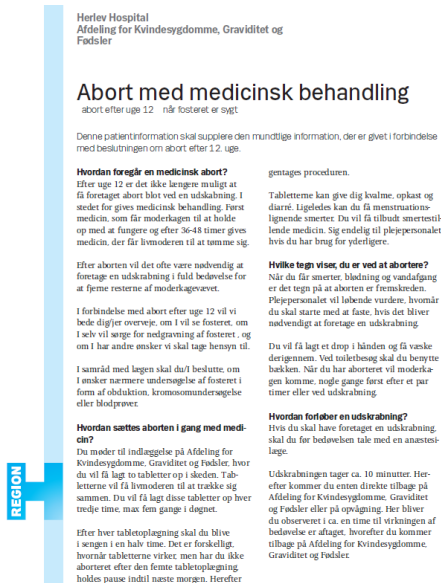 Herlev Hospital
Afdeling for Kvindesygdomme, Graviditet og
Fødsler
Abort med medicinsk behandling
abort efter uge 12 når fosteret er sygt
Denne patientinformation skal supplere den mundtlige information, der er givet i forbindelse
med beslutningen om abort efter 12. uge.
Hvordan foregår en medicinsk abort?
Efter uge 12 er det ikke længere muligt at
få foretaget abort blot ved en udskrabning. I
stedet for gives medicinsk behandling. Først
medicin, som får moderkagen til at holde
op med at fungere og efter 36-48 timer gives
medicin, der får livmoderen til at tømme sig.
Efter aborten vil det ofte være nødvendig at
foretage en udskrabning i fuld bedøvelse for
at fjerne resterne af moderkagevævet.
I forbindelse med abort efter uge 12 vil vi
bede dig/jer overveje, om I vil se fosteret, om
I selv vil sørge for nedgravning af fosteret , og
om I har andre ønsker vi skal tage hensyn til.
I samråd med lægen skal du/I beslutte, om
I ønsker nærmere undersøgelse af fosteret i
form af obduktion, kromosomundersøgelse
eller blodprøver.
Hvordan sættes aborten i gang med medi-
cin?
Du møder til indlæggelse på Afdeling for
Kvindesygdomme, Graviditet og Fødsler, hvor
du vil få lagt to tabletter op i skeden. Tab-
letterne vil få livmoderen til at trække sig
sammen. Du vil få lagt disse tabletter op hver
tredje time, max fem gange i døgnet.
Efter hver tabletoplægning skal du blive
i sengen i en halv time. Det er forskelligt,
hvornår tabletterne virker, men har du ikke
aborteret efter den femte tabletoplægning,
holdes pause indtil næste morgen. Herefter
gentages proceduren.
Tabletterne kan give dig kvalme, opkast og
diarré. Ligeledes kan du få menstruations-
lignende smerter. Du vil få tilbudt smertestil-
lende medicin. Sig endelig til plejepersonalet
hvis du har brug for yderligere.
Hvilke tegn viser, du er ved at abortere?
Når du får smerter, blødning og vandafgang
er det tegn på at aborten er fremskreden.
Plejepersonalet vil løbende vurdere, hvornår
du skal starte med at faste, hvis det bliver
nødvendigt at foretage en udskrabning.
Du vil få lagt et drop i hånden og få væske
derigennem. Ved toiletbesøg skal du benytte
bækken. Når du har aborteret vil moderka-
gen komme, nogle gange først efter et par
timer eller ved udskrabning.
Hvordan forløber en udskrabning?
Hvis du skal have foretaget en udskrabning,
skal du før bedøvelsen tale med en anæstesi-
læge.
Udskrabningen tager ca. 10 minutter. Her-
efter kommer du enten direkte tilbage på
Afdeling for Kvindesygdomme, Graviditet
og Fødsler eller på opvågning. Her bliver
du observeret i ca. en time til virkningen af
bedøvelse er aftaget, hvorefter du kommer
tilbage på Afdeling for Kvindesygdomme,
Graviditet og Fødsler.
REGION
H